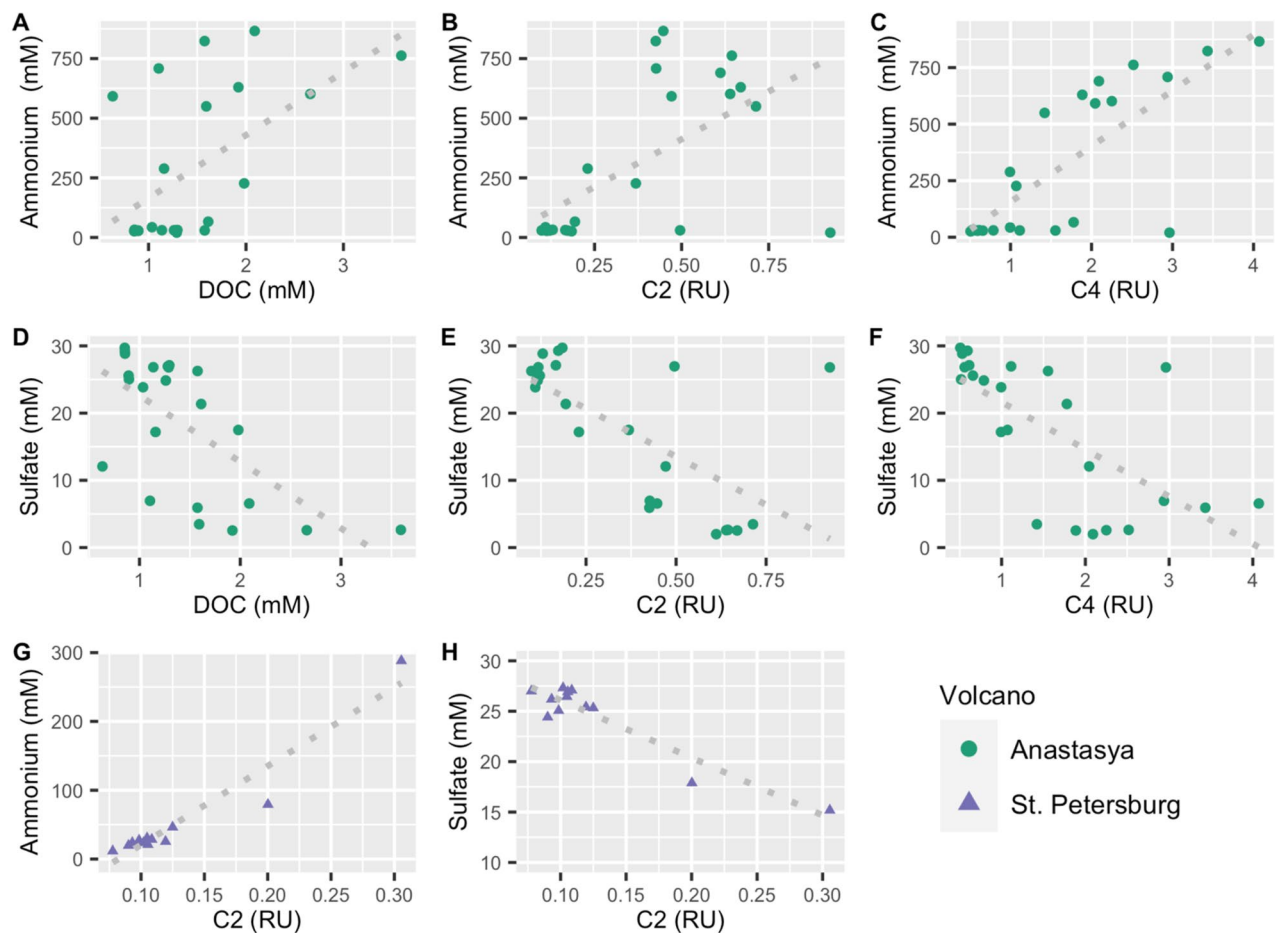 A
Ammonium (mM)
750
500
250
0
1 2 3
DOC (mM)
B
Ammonium (mM)
750
500
250
0
0.25 0.50 0.75
C2 (RU)
C
Ammonium (mM)
750
500
250
0
1 2 3 4
C4 (RU)
D
Sulfate (mM)
30
20
10
0
1 2 3
DOC (mM)
E
Sulfate (mM)
30
20
10
0
0.25 0.50 0.75
C2 (RU)
F
Sulfate (mM)
30
20
10
0
1 2 3 4
C4 (RU)
G
Ammonium (mM)
300
200
100
0
0.10 0.15 0.20 0.25 0.30
C2 (RU)
H
Sulfate (mM)
30
25
20
15
10
0.10 0.15 0.20 0.25 0.30
C2 (RU)
Volcano
Anastasya
St. Petersburg